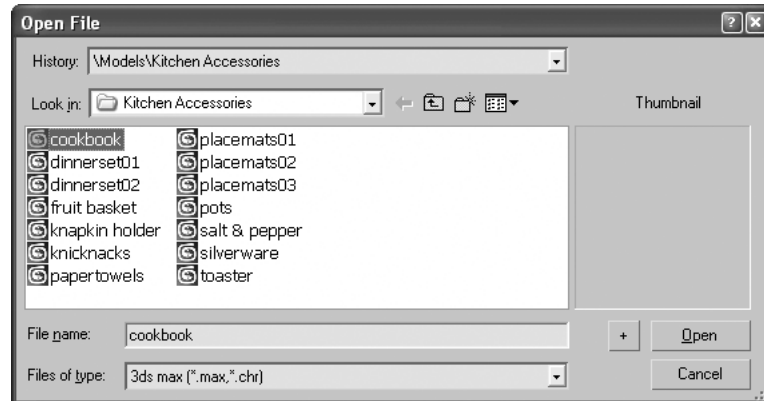 Open File
History: \Models\Kitchen Accessories
Look in: Kitchen Accessories
Thumbnail
cookbook
dinnerset01
dinnerset02
fruit basket
knapkin holder
knicknacks
papertowels
placemats01
placemats02
placemats03
pots
salt & pepper
silverware
toaster
File name: cookbook
+ Open
Files of type: 3ds max (*.max,*.chr)
Cancel